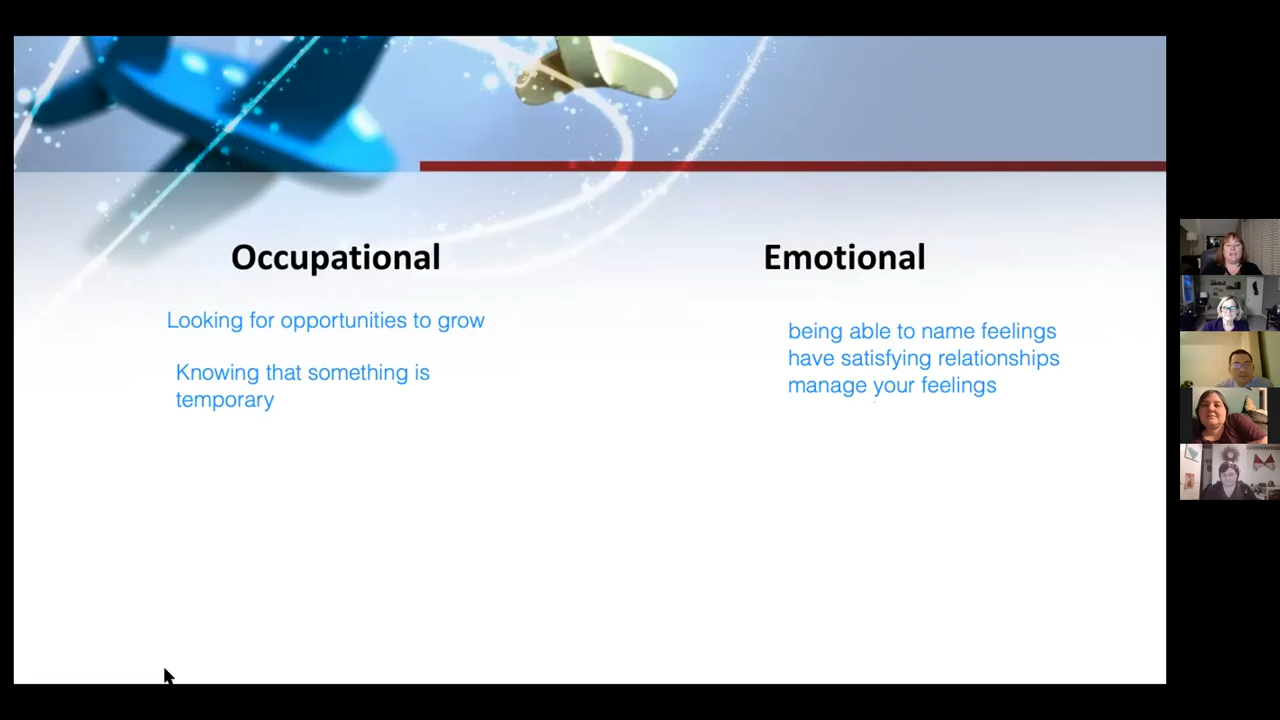 Occupational
Looking for opportunities to grow
Knowing that something is
temporary
Emotional
being able to name feelings
have satisfying relationships
manage your feelings